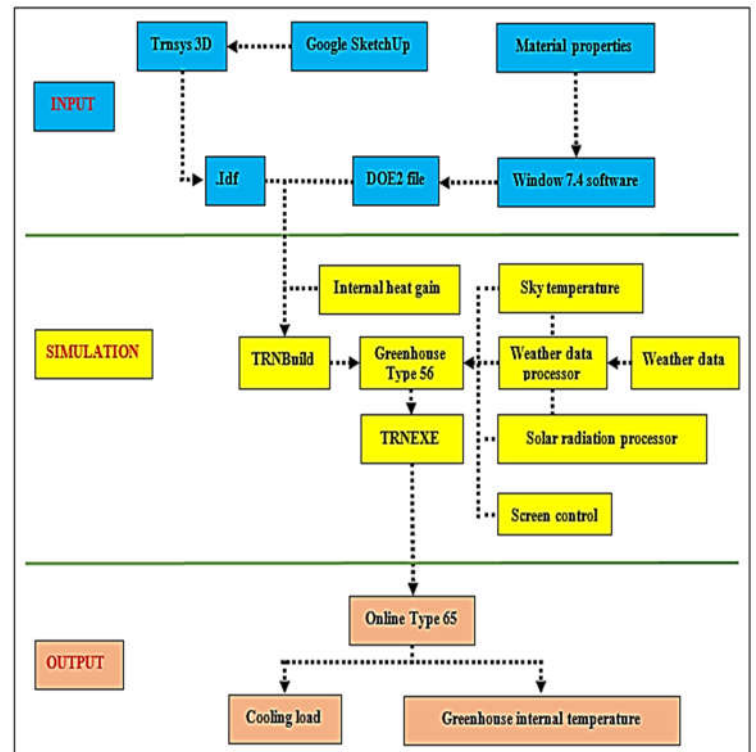 Trnsys 3D
Google SketchUp
Material properties
INPUT
.Idf
DOE2 file
Window 7.4 software
Internal heat gain
Sky temperature
SIMULATION
TRNBuild
Greenhouse
Type 56
Weather data
processor
Weather data
TRNEXE
Solar radiation processor
Screen control
Online Type 65
OUTPUT
Cooling load
Greenhouse internal temperature